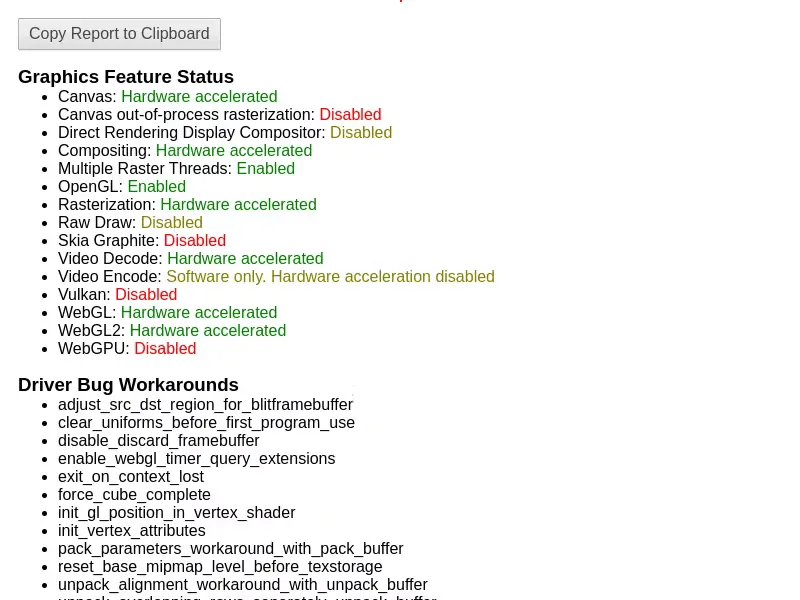 Copy Report to Clipboard
Graphics Feature Status
Canvas: Hardware accelerated
Canvas out-of-process rasterization: Disabled
Direct Rendering Display Compositor: Disabled
Compositing: Hardware accelerated
Multiple Raster Threads: Enabled
OpenGL: Enabled
Rasterization: Hardware accelerated
Raw Draw: Disabled
Skia Graphite: Disabled
Video Decode: Hardware accelerated
Video Encode: Software only. Hardware acceleration disabled
Vulkan: Disabled
WebGL: Hardware accelerated
WebGL2: Hardware accelerated
WebGPU: Disabled
Driver Bug Workarounds
adjust_src_dst_region_for_blitframebuffer
clear_uniforms_before_first_program_use
disable_discard_framebuffer
enable_webgl_timer_query_extensions
exit_on_context_lost
force_cube_complete
init_gl_position_in_vertex_shader
init_vertex_attributes
pack_parameters_workaround_with_pack_buffer
reset_base_mipmap_level_before_texstorage
unpack_alignment_workaround_with_unpack_buffer